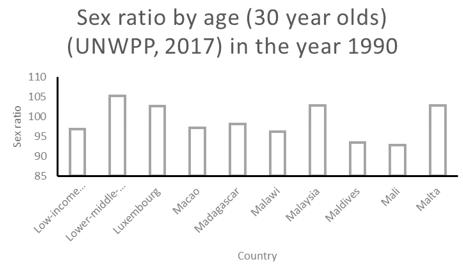 Sex ratio by age (30 year olds)
(UNWPP, 2017) in the year 1990
110
105
100
95
90
85
Sex ratio
Low-income...
Lower-middle-...
Luxembourg
Macao
Madagascar
Malawi
Malaysia
Maldives
Mali
Malta
Country